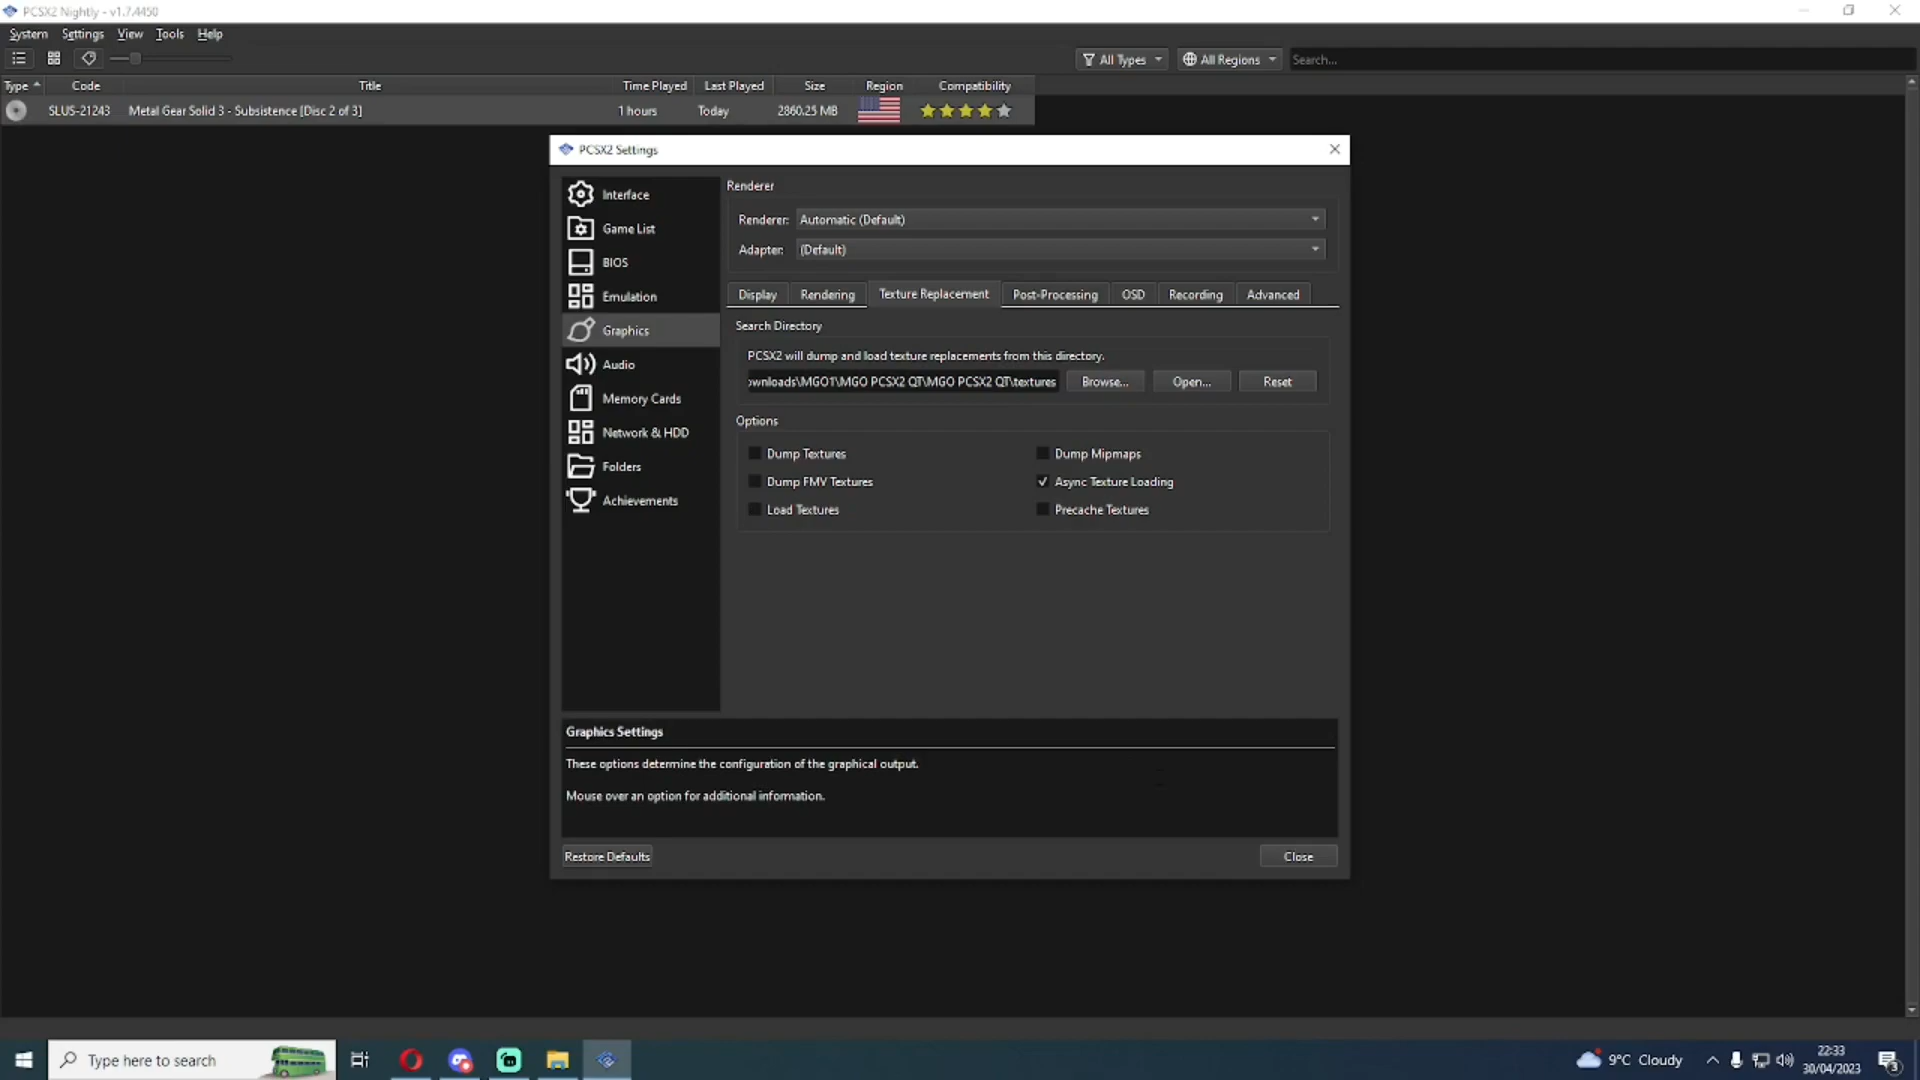 PCSX2 Nightly - v1.7.4450
System Settings View Tools Help
All Types All Regions Search...
Type Code Title Time Played Last Played Size Region Compatibility
SLUS-21243 Metal Gear Solid 3 - Subsistence [Disc 2 of 3] 1 hours Today 2860.25 MB
PCSX2 Settings
Interface
Game List
BIOS
Emulation
Graphics
Audio
Memory Cards
Network & HDD
Folders
Achievements
Renderer
Renderer: Automatic (Default)
Adapter: (Default)
Display Rendering Texture Replacement Post-Processing OSD Recording Advanced
Search Directory
PCSX2 will dump and load texture replacements from this directory.
ownloads\MGO1\MGO PCSX2 QT\MGO PCSX2 QT\textures Browse... Open... Reset
Options
Dump Textures Dump Mipmaps
Dump FMV Textures Async Texture Loading
Load Textures Precache Textures
Graphics Settings
These options determine the configuration of the graphical output.
Mouse over an option for additional information.
Restore Defaults Close
Type here to search
9°C Cloudy
22:33
30/04/2023
3